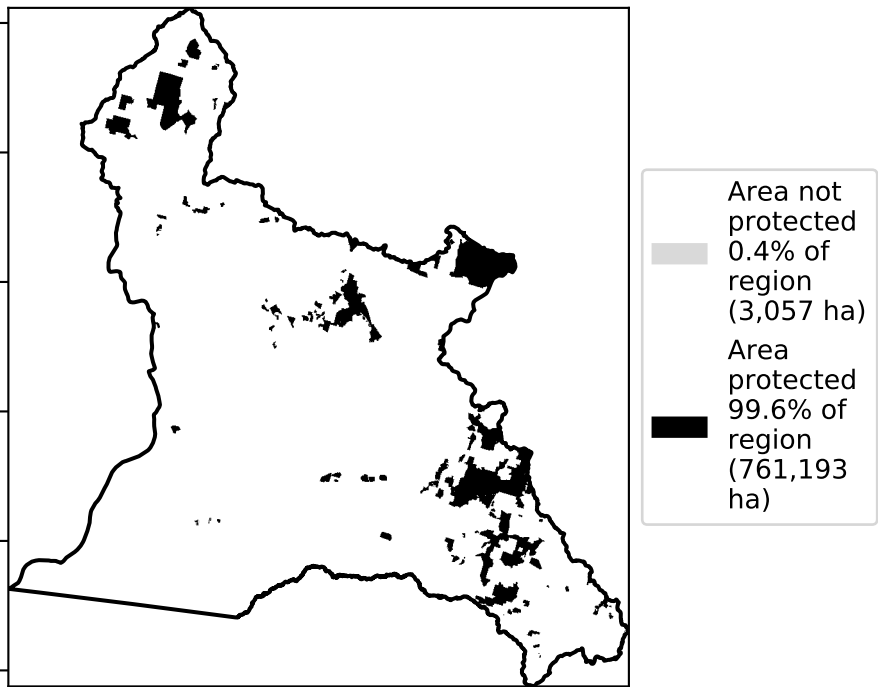 Area not
protected
0.4% of
region
(3,057 ha)
Area
protected
99.6% of
region
(761,193
ha)